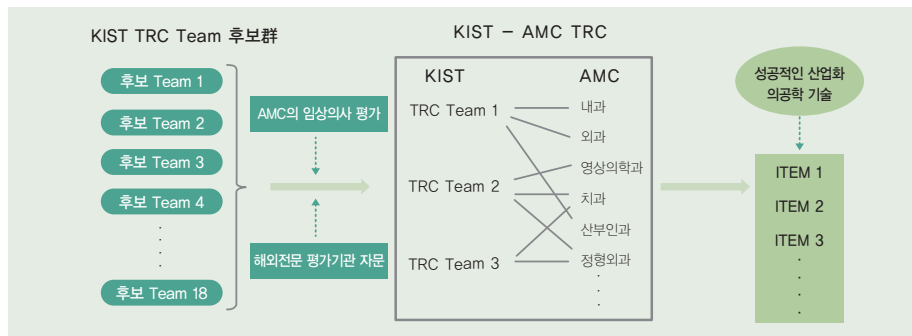 KIST TRC Team 후보群
후보 Team 1
후보 Team 2
후보 Team 3
후보 Team 4
후보 Team 18
AMC의 임상의사 평가
해외전문 평가기관 자문
KIST - AMC TRC
KIST
AMC
TRC Team 1
TRC Team 2
TRC Team 3
내과
외과
영상의학과
치과
산부인과
정형외과
성공적인 산업화
의공학 기술
ITEM 1
ITEM 2
ITEM 3